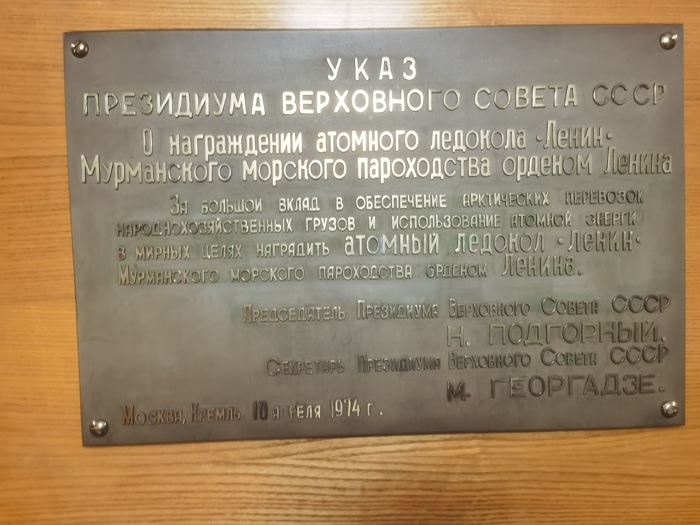 УКАЗ
ПРЕЗИДИУМА ВЕРХОВНОГО СОВЕТА СССР
О награждении атомного ледокола «Ленин»
Мурманского морского пароходства орденом Ленина
За большой вклад в обеспечение арктических перевозок
народнохозяйственных грузов и использование атомной энерги
в мирных целях наградить атомный ледокол «Ленин»
Мурманского морского пароходства орденом Ленина.
Председатель Президиума Верховного Совета СССР
Н. ПОДГОРНЫЙ.
Секретарь Президиума Верховного Совета СССР
М. ГЕОРГАДЗЕ.
Москва, Кремль 10 апреля 1974 г.